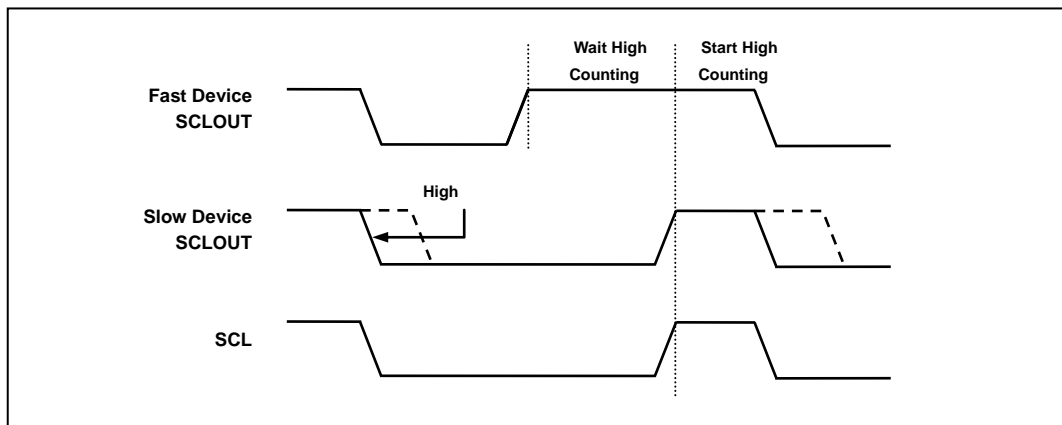 Wait High
Counting
Start High
Counting
Fast Device
SCLOUT
High
Slow Device
SCLOUT
SCL